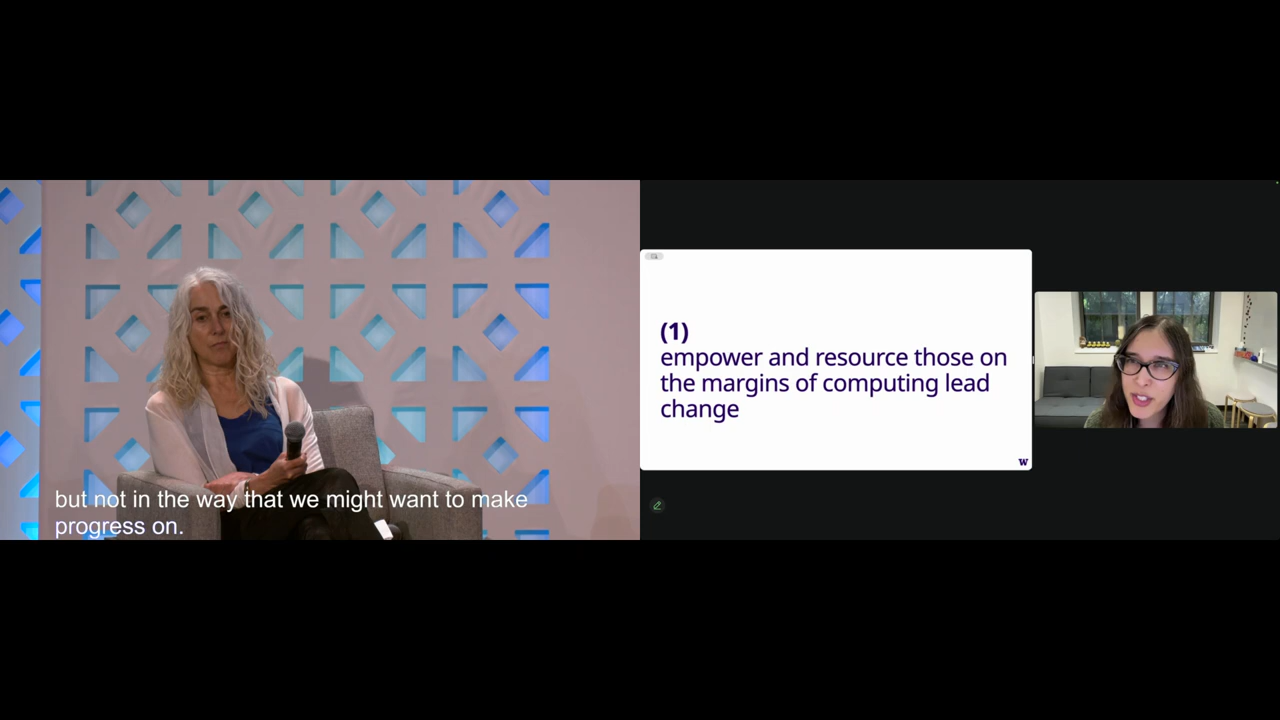 but not in the way that we might want to make
progress on.
(1)
empower and resource those on
the margins of computing lead
change
W